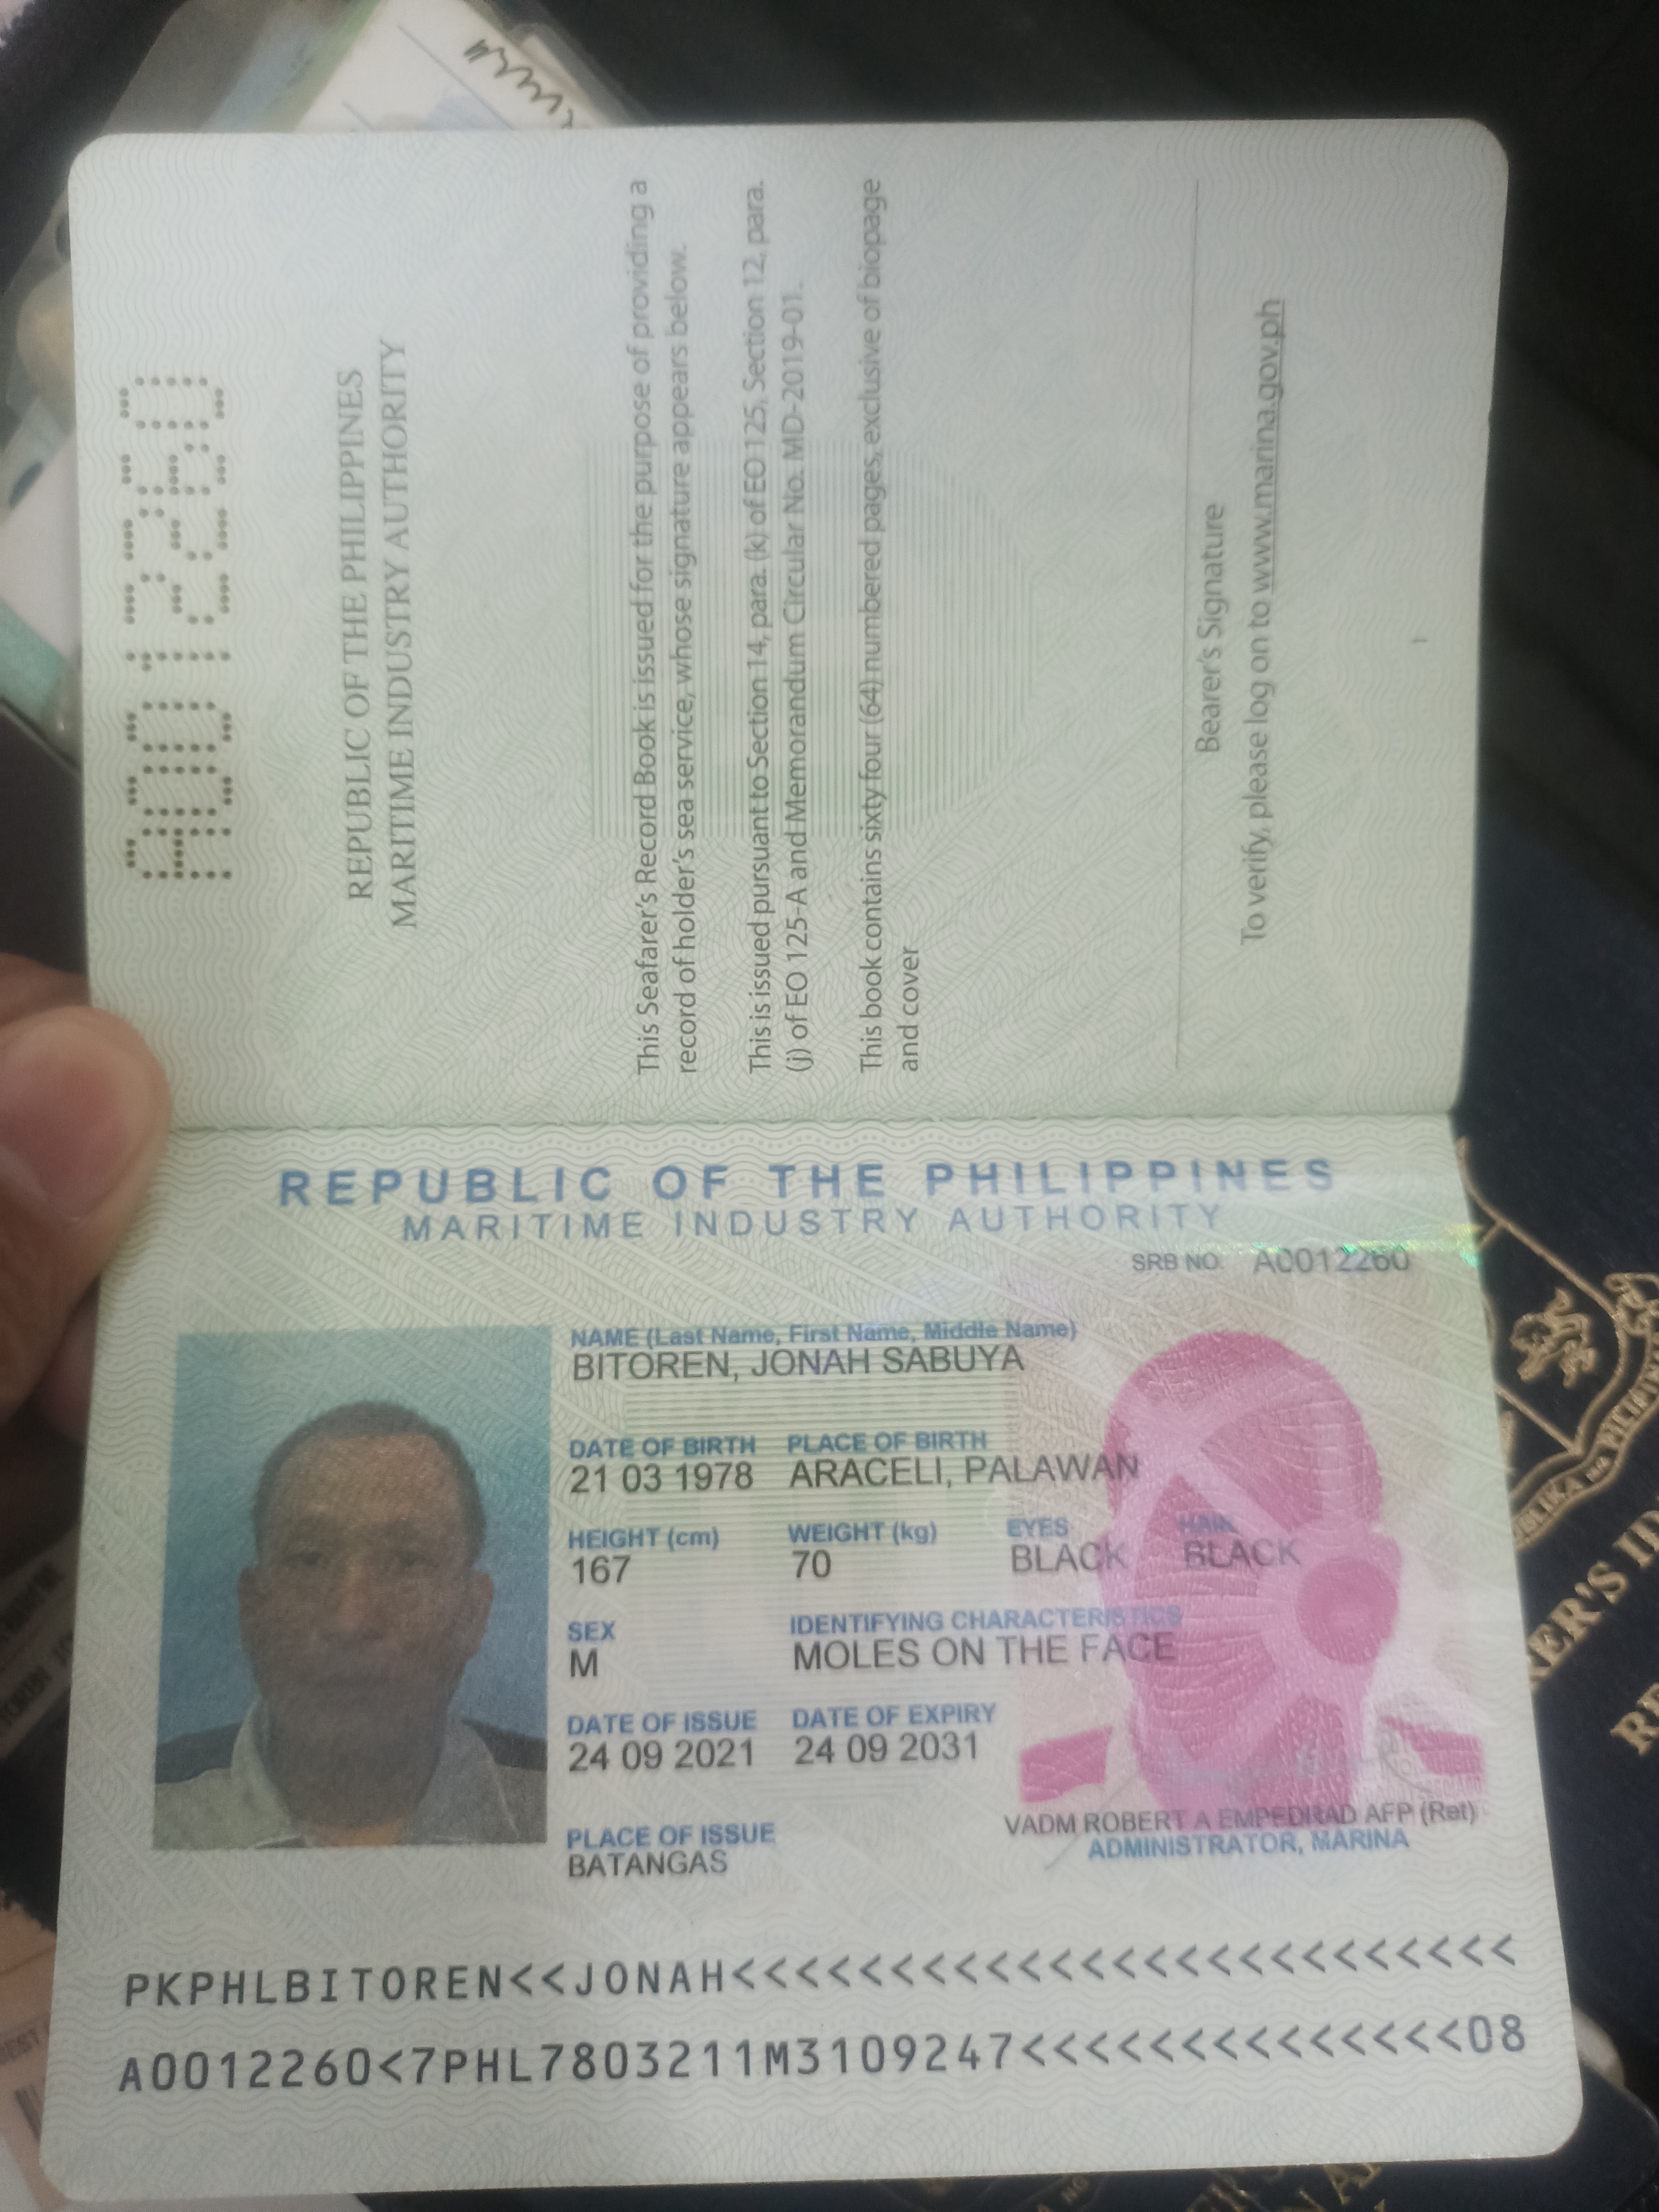 A0012260
REPUBLIC OF THE PHILIPPINES
MARITIME INDUSTRY AUTHORITY
This Seafarer's Record Book is issued for the purpose of providing a
record of holder's sea service, whose signature appears below.
This is issued pursuant to Section 14, para. (k) of EO 125, Section 12, para.
(j) of EO 125-A and Memorandum Circular No. MD-2019-01.
This book contains sixty four (64) numbered pages, exclusive of biopage
and cover
Bearer's Signature
To verify, please log on to www.marina.gov.ph
1
REPUBLIC OF THE PHILIPPINES
MARITIME INDUSTRY AUTHORITY
SRB NO. A0012260
NAME (Last Name, First Name, Middle Name)
BITOREN, JONAH SABUYA
DATE OF BIRTH PLACE OF BIRTH
21 03 1978 ARACELI, PALAWAN
HEIGHT (cm) WEIGHT (kg) EYES HAIR
167 70 BLACK BLACK
SEX IDENTIFYING CHARACTERISTICS
M MOLES ON THE FACE
DATE OF ISSUE DATE OF EXPIRY
24 09 2021 24 09 2031
PLACE OF ISSUE
BATANGAS
VADM ROBERT A EMPEDRAD AFP (Ret)
ADMINISTRATOR, MARINA
PKPHLBITOREN<<JONAH<<<<<<<<<<<<<<<<<<<<<<<<<
A0012260<7PHL7803211M3109247<<<<<<<<<<<<<<08